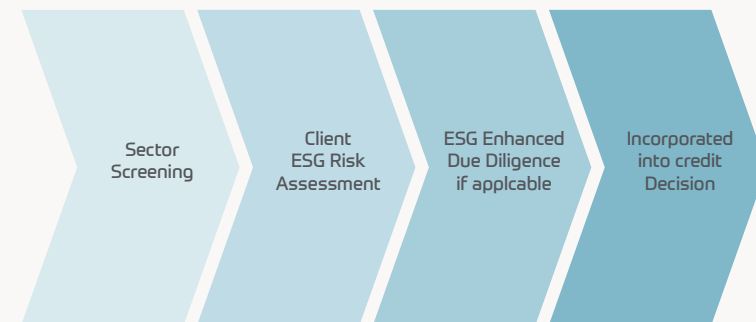 Sector
Screening
Client
ESG Risk
Assessment
ESG Enhanced
Due Diligence
if applcable
Incorporated
into credit
Decision